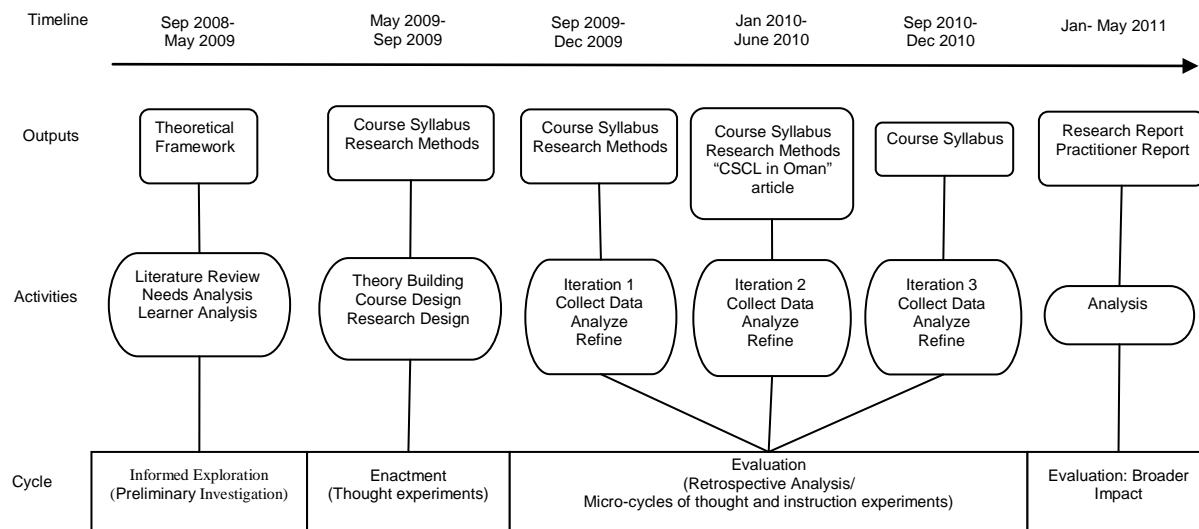 Timeline
Sep 2008-
May 2009
May 2009-
Sep 2009
Sep 2009-
Dec 2009
Jan 2010-
June 2010
Sep 2010-
Dec 2010
Jan- May 2011
Outputs
Theoretical
Framework
Course Syllabus
Research Methods
Course Syllabus
Research Methods
Course Syllabus
Research Methods
“CSCL in Oman”
article
Course Syllabus
Research Report
Practitioner Report
Activities
Literature Review
Needs Analysis
Learner Analysis
Theory Building
Course Design
Research Design
Iteration 1
Collect Data
Analyze
Refine
Iteration 2
Collect Data
Analyze
Refine
Iteration 3
Collect Data
Analyze
Refine
Analysis
Cycle
Informed Exploration
(Preliminary Investigation)
Enactment
(Thought experiments)
Evaluation
(Retrospective Analysis/
Micro-cycles of thought and instruction experiments)
Evaluation: Broader
Impact